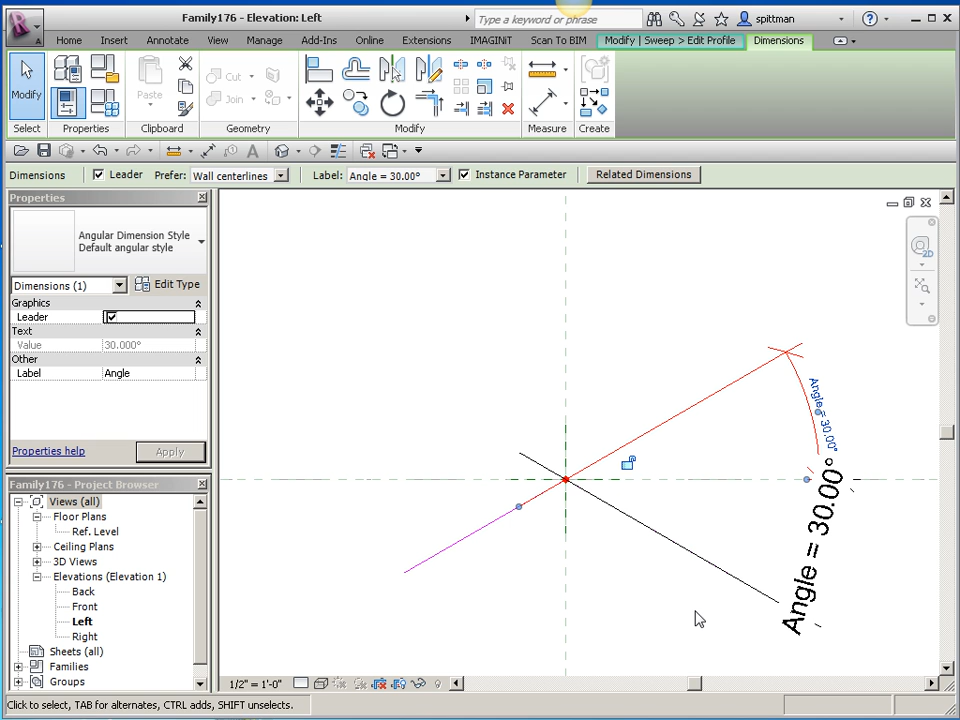 Family176 - Elevation: Left
Type a keyword or phrase
spittman
Home Insert Annotate View Manage Add-Ins Online Extensions IMAGINiT Scan To BIM Modify | Sweep > Edit Profile Dimensions
Modify
Paste
Cut
Join
Select Properties Clipboard Geometry Modify Measure Create
Dimensions Leader Prefer: Wall centerlines Label: Angle = 30.00° Instance Parameter Related Dimensions
Properties
Angular Dimension Style
Default angular style
Dimensions (1) Edit Type
Graphics
Leader
Text
Value 30.000°
Other
Label Angle
Properties help Apply
Family176 - Project Browser
Views (all)
Floor Plans
Ref. Level
Ceiling Plans
3D Views
Elevations (Elevation 1)
Back
Front
Left
Right
Sheets (all)
Families
Groups
2D
Angle = 30.00°
Angle = 30.00°
1/2" = 1'-0"
Click to select, TAB for alternates, CTRL adds, SHIFT unselects.